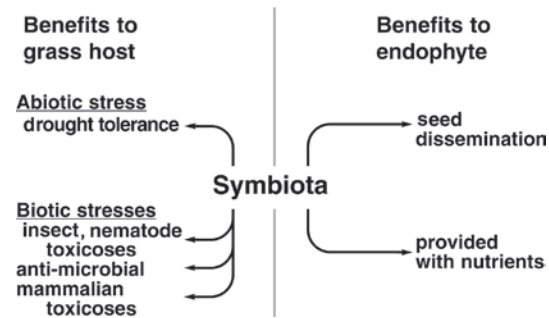 Benefits to
grass host
Abiotic stress
drought tolerance
Biotic stresses
insect, nematode
toxicoses
anti-microbial
mammalian
toxicoses
Symbiota
Benefits to
endophyte
seed
dissemination
provided
with nutrients